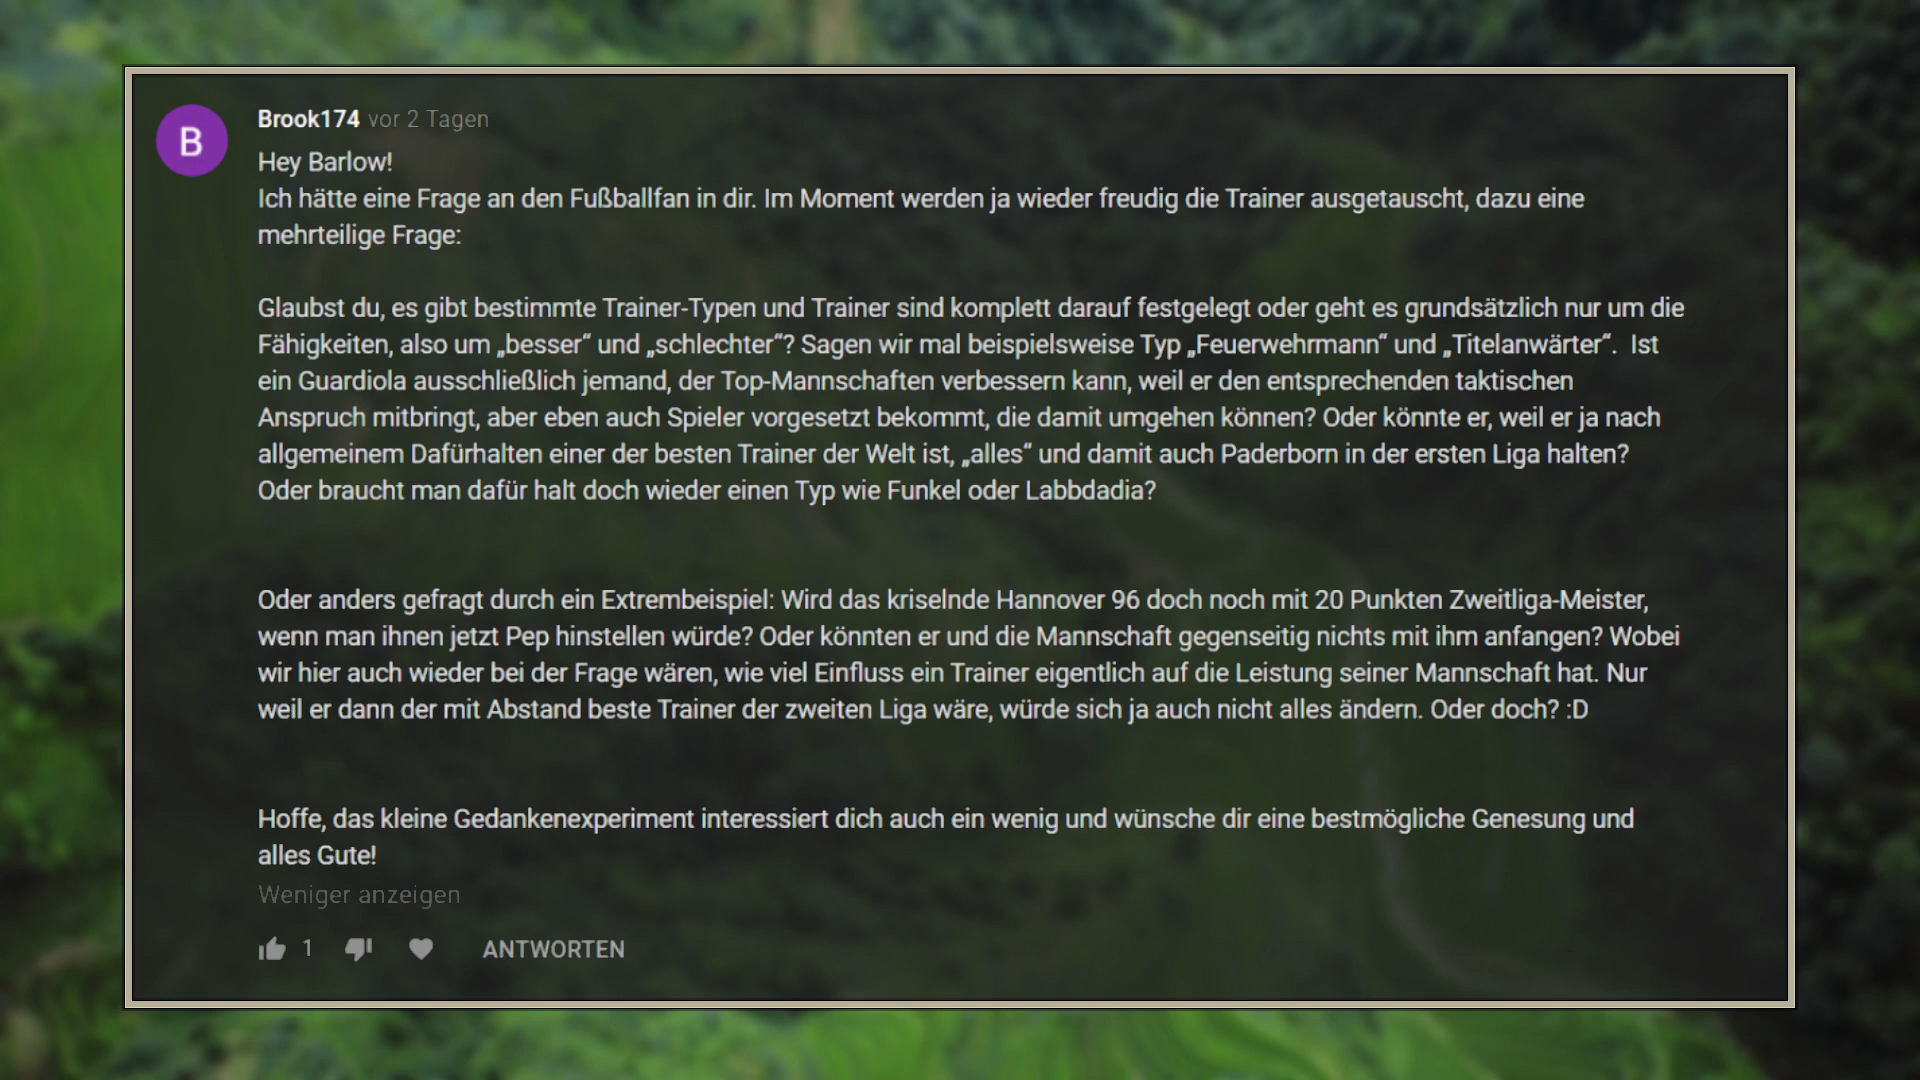 B
Brook174 vor 2 Tagen
Hey Barlow!
Ich hätte eine Frage an den Fußballfan in dir. Im Moment werden ja wieder freudig die Trainer ausgetauscht, dazu eine
mehrteilige Frage:
Glaubst du, es gibt bestimmte Trainer-Typen und Trainer sind komplett darauf festgelegt oder geht es grundsätzlich nur um die
Fähigkeiten, also um „besser“ und „schlechter“? Sagen wir mal beispielsweise Typ „Feuerwehrmann“ und „Titelanwärter“. Ist
ein Guardiola ausschließlich jemand, der Top-Mannschaften verbessern kann, weil er den entsprechenden taktischen
Anspruch mitbringt, aber eben auch Spieler vorgesetzt bekommt, die damit umgehen können? Oder könnte er, weil er ja nach
allgemeinem Dafürhalten einer der besten Trainer der Welt ist, „alles“ und damit auch Paderborn in der ersten Liga halten?
Oder braucht man dafür halt doch wieder einen Typ wie Funkel oder Labbdadia?
Oder anders gefragt durch ein Extrembeispiel: Wird das kriselnde Hannover 96 doch noch mit 20 Punkten Zweitliga-Meister,
wenn man ihnen jetzt Pep hinstellen würde? Oder könnten er und die Mannschaft gegenseitig nichts mit ihm anfangen? Wobei
wir hier auch wieder bei der Frage wären, wie viel Einfluss ein Trainer eigentlich auf die Leistung seiner Mannschaft hat. Nur
weil er dann der mit Abstand beste Trainer der zweiten Liga wäre, würde sich ja auch nicht alles ändern. Oder doch? :D
Hoffe, das kleine Gedankenexperiment interessiert dich auch ein wenig und wünsche dir eine bestmögliche Genesung und
alles Gute!
Weniger anzeigen
1 ANTWORTEN